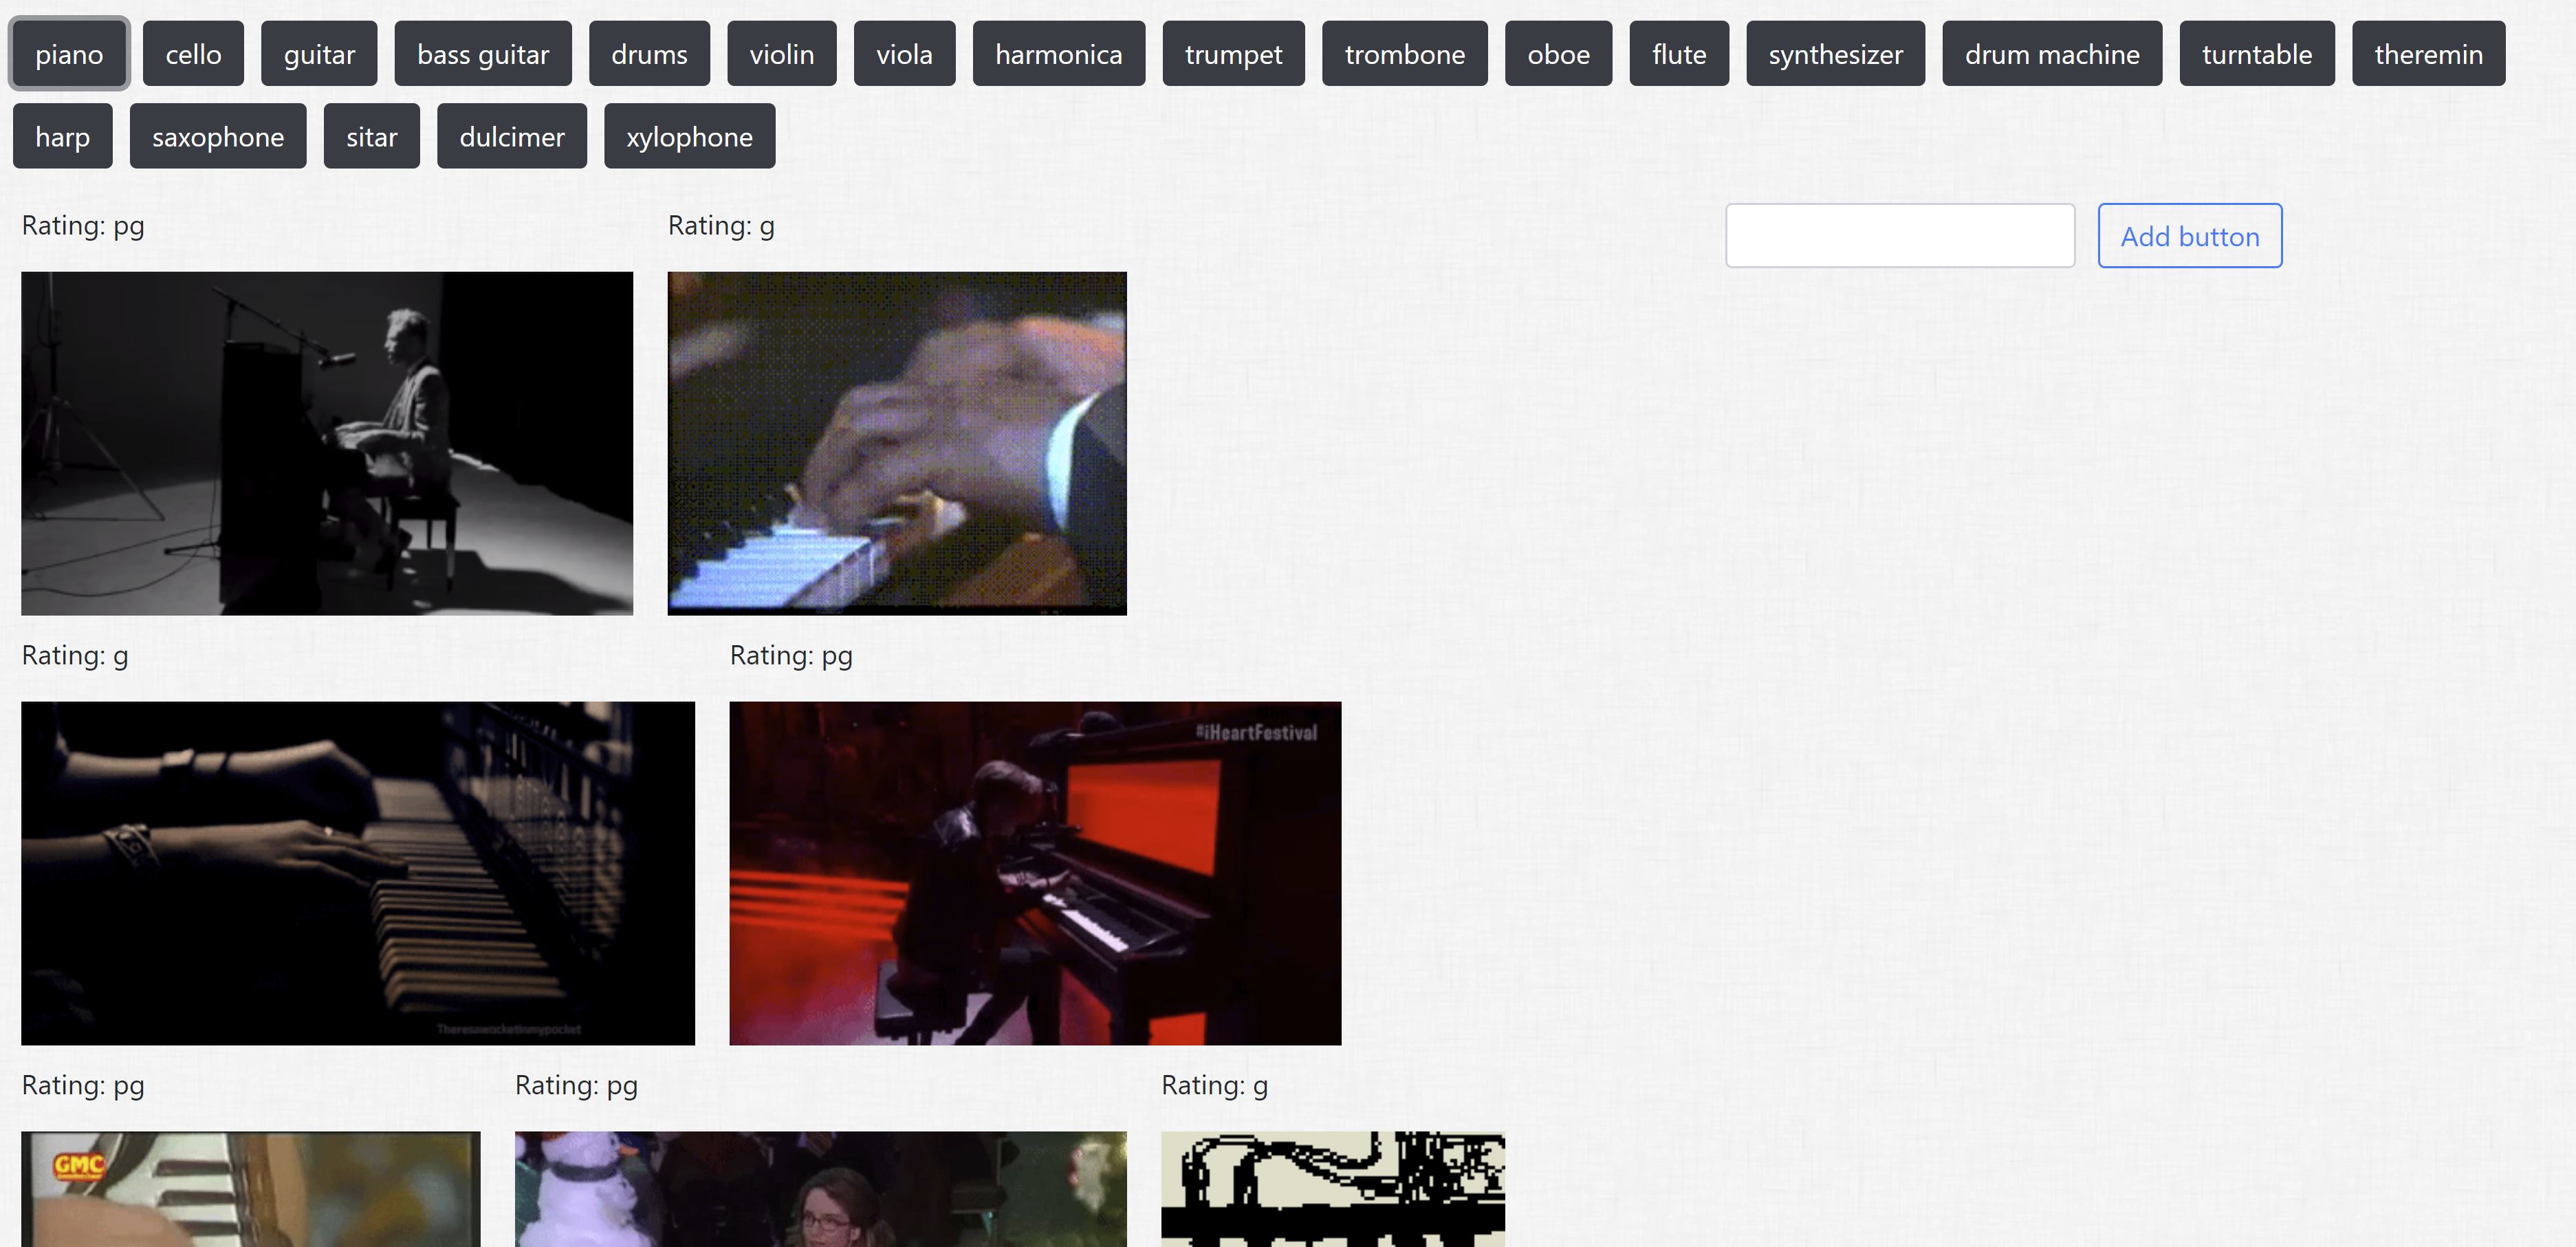 piano cello guitar bass guitar drums violin viola harmonica trumpet trombone oboe flute synthesizer drum machine turntable theremin
harp saxophone sitar dulcimer xylophone
Rating: pg Rating: g
Add button
Rating: g Rating: pg
#iHeartFestival
Theresawocketinmypocket
Rating: pg Rating: pg Rating: g
GMC